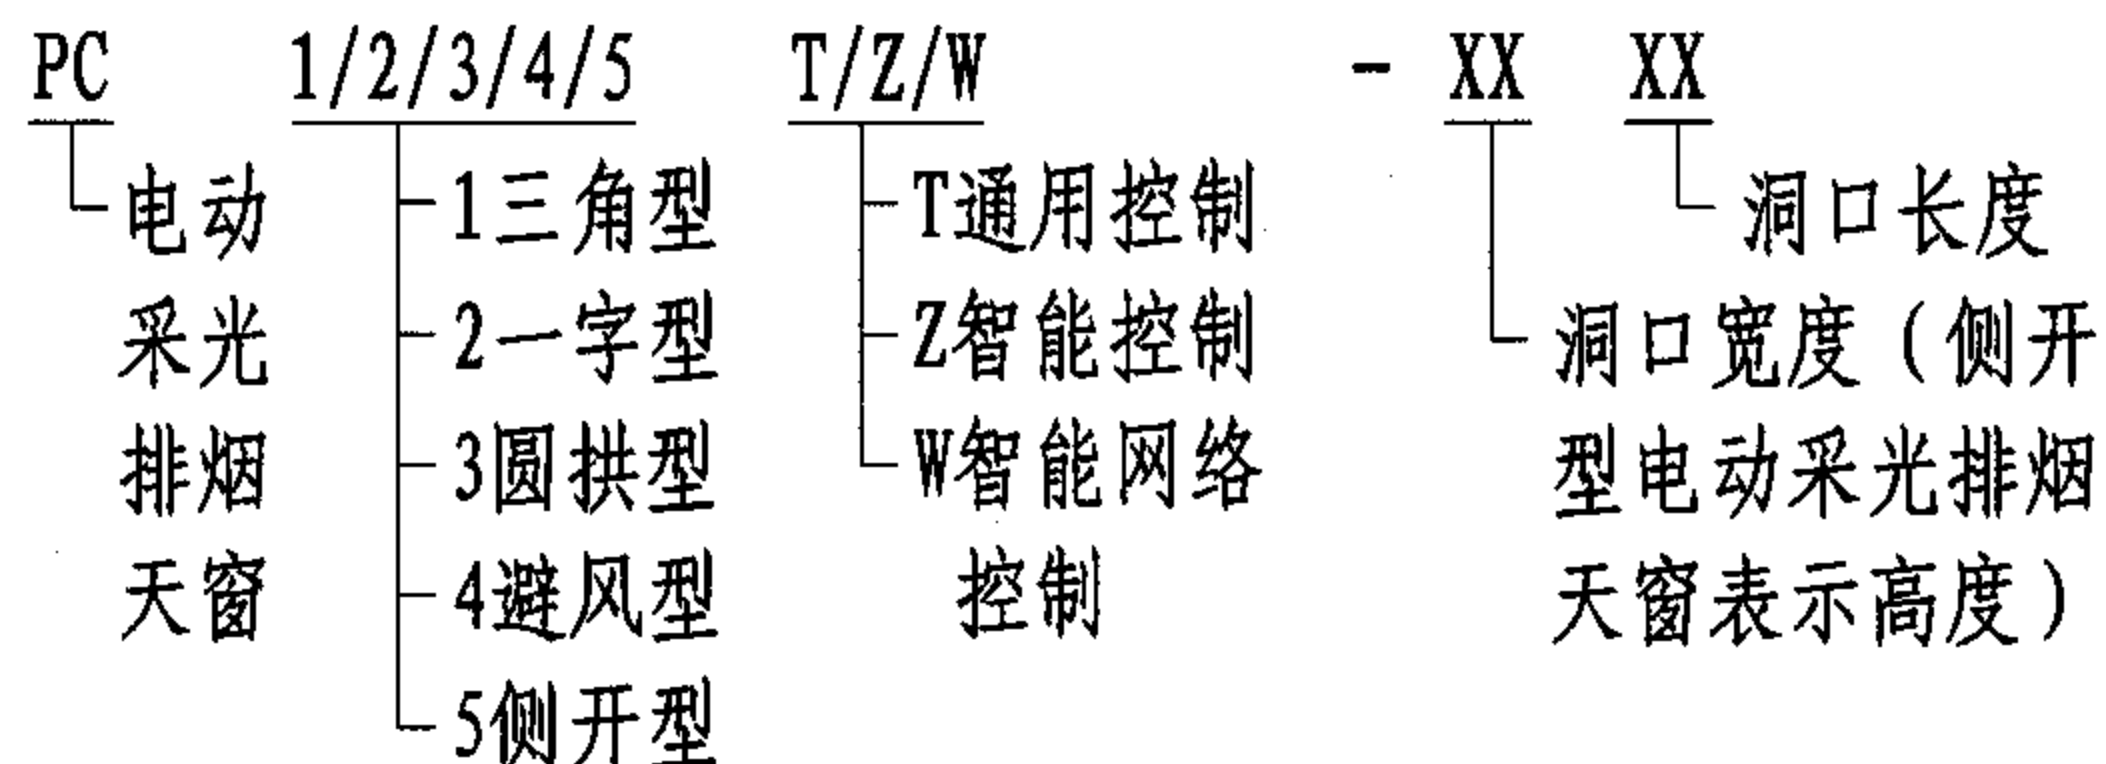 PC 1/2/3/4/5 T/Z/W - XX XX
电动 1三角型 T通用控制 洞口长度
采光 2一字型 Z智能控制 洞口宽度（侧开
排烟 3圆拱型 W智能网络 型电动采光排烟
天窗 4避风型 控制 天窗表示高度）
5侧开型